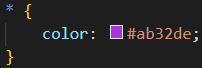 * {
color: #ab32de;
}